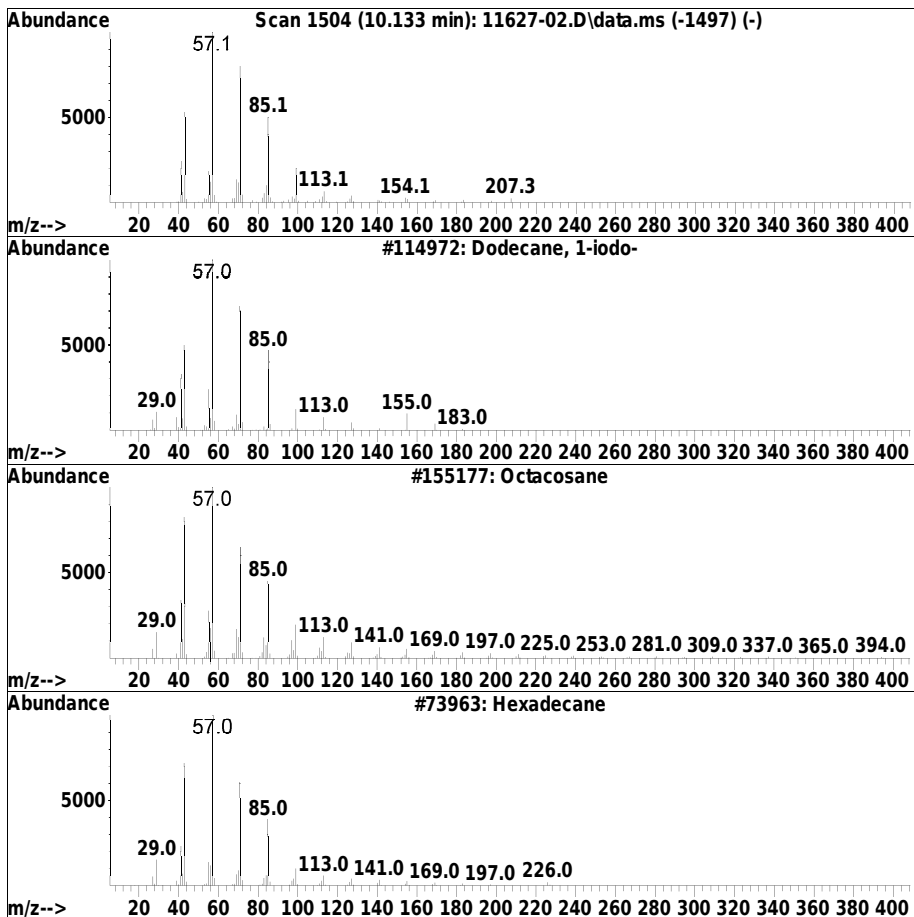 Abundance Scan 1504 (10.133 min): 11627-02.D\data.ms (-1497) (-)
57.1
5000 85.1
113.1 154.1 207.3
m/z--> 20 40 60 80 100 120 140 160 180 200 220 240 260 280 300 320 340 360 380 400
Abundance #114972: Dodecane, 1-iodo-
57.0
5000 85.0
29.0 113.0 155.0 183.0
m/z--> 20 40 60 80 100 120 140 160 180 200 220 240 260 280 300 320 340 360 380 400
Abundance #155177: Octacosane
57.0
5000 85.0
29.0 113.0 141.0 169.0 197.0 225.0 253.0 281.0 309.0 337.0 365.0 394.0
m/z--> 20 40 60 80 100 120 140 160 180 200 220 240 260 280 300 320 340 360 380 400
Abundance #73963: Hexadecane
57.0
5000 85.0
29.0 113.0 141.0 169.0 197.0 226.0
m/z--> 20 40 60 80 100 120 140 160 180 200 220 240 260 280 300 320 340 360 380 400